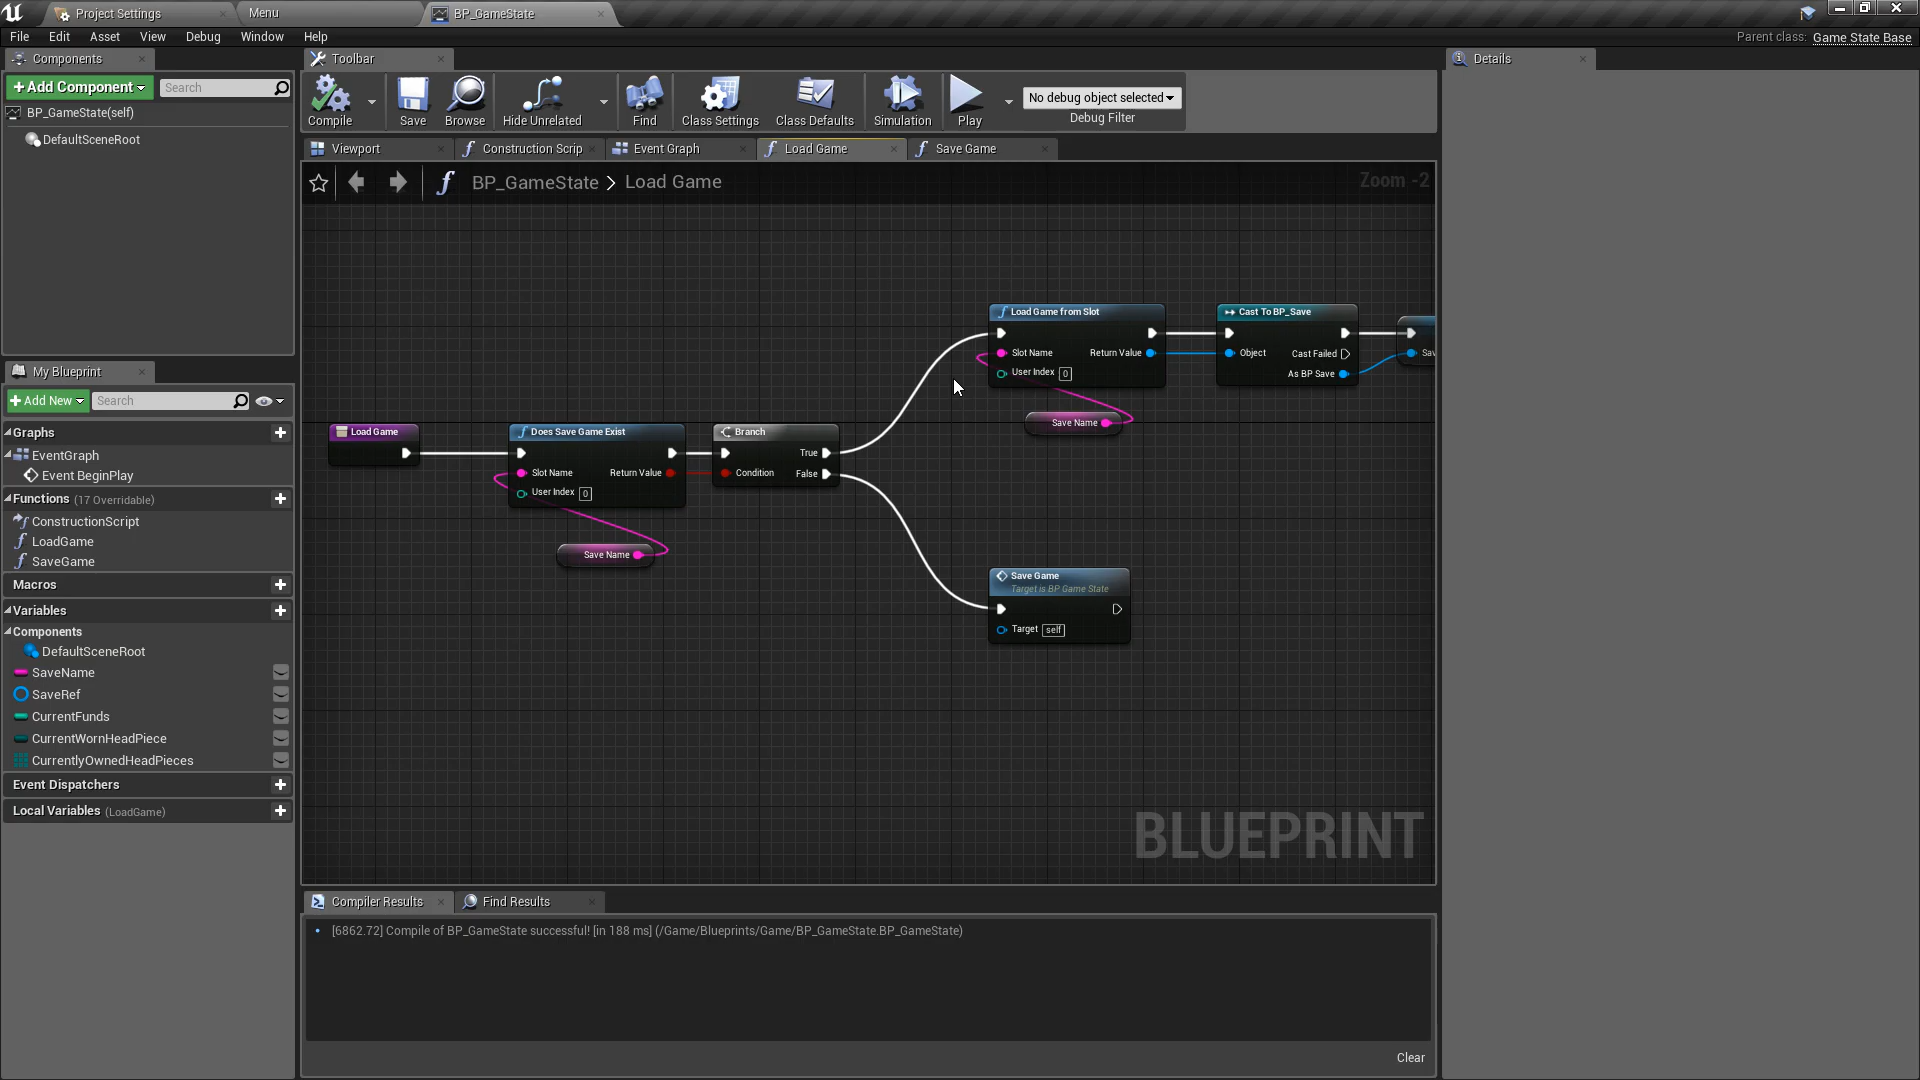 Project Settings
Menu
BP_GameState
File Edit Asset View Debug Window Help
Parent class: Game State Base
Components
+Add Component
Search
BP_GameState(self)
DefaultSceneRoot
Toolbar
Compile
Save
Browse
Hide Unrelated
Find
Class Settings
Class Defaults
Simulation
Play
No debug object selected
Debug Filter
Details
Viewport
Construction Scrip
Event Graph
Load Game
Save Game
BP_GameState > Load Game
Zoom -2
Load Game
Does Save Game Exist
Slot Name Return Value
User Index 0
Save Name
Branch
True
Condition False
Load Game from Slot
Slot Name Return Value
User Index 0
Save Name
Cast To BP_Save
Object Cast Failed
As BP Save
Sav
Save Game
Target is BP Game State
Target self
BLUEPRINT
My Blueprint
+Add New
Search
Graphs
EventGraph
Event BeginPlay
Functions (17 Overridable)
ConstructionScript
LoadGame
SaveGame
Macros
Variables
Components
DefaultSceneRoot
SaveName
SaveRef
CurrentFunds
CurrentWornHeadPiece
CurrentlyOwnedHeadPieces
Event Dispatchers
Local Variables (LoadGame)
Compiler Results
Find Results
[6862.72] Compile of BP_GameState successful! [in 188 ms] (/Game/Blueprints/Game/BP_GameState.BP_GameState)
Clear